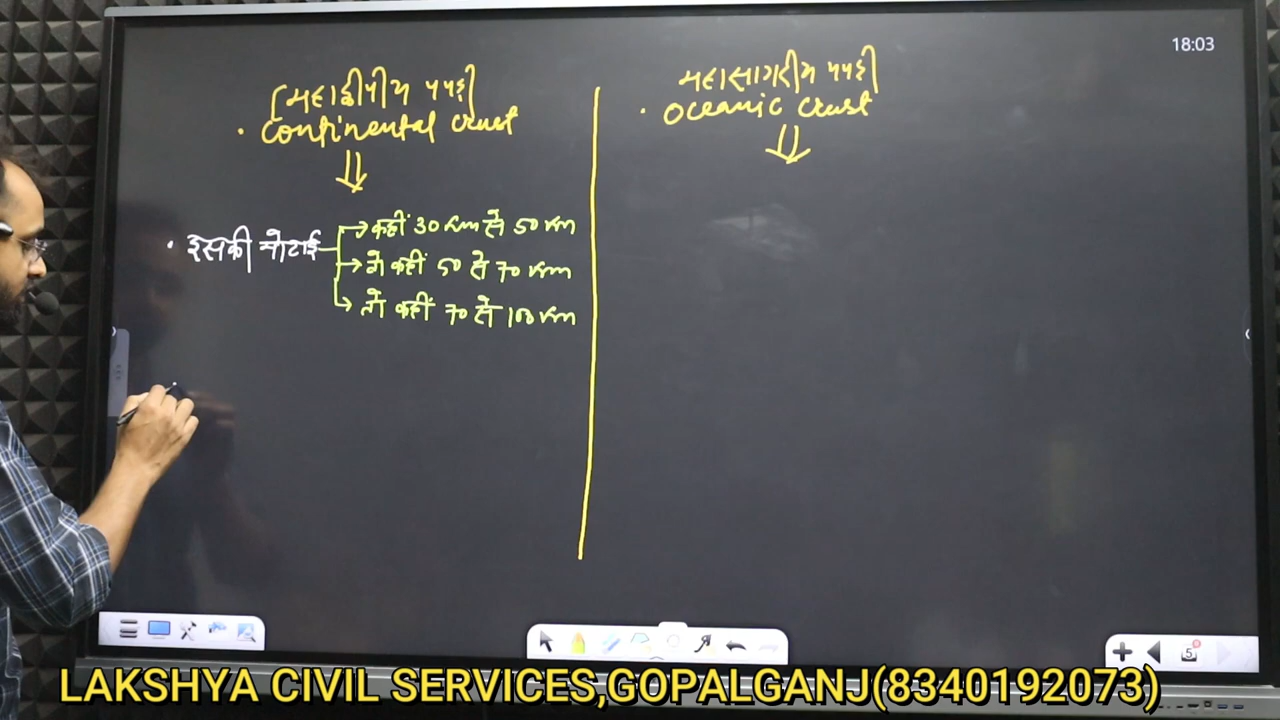 18:03
[महाद्वीपीय पपड़ी]
• Continental Crust
महासागरीय पपड़ी]
• Oceanic Crust
• इसकी मोटाई
→ कहीं 30 km से 50 km
→ तो कहीं 50 से 70 km
→ तो कहीं 70 से 100 km
5
LAKSHYA CIVIL SERVICES,GOPALGANJ(8340192073)